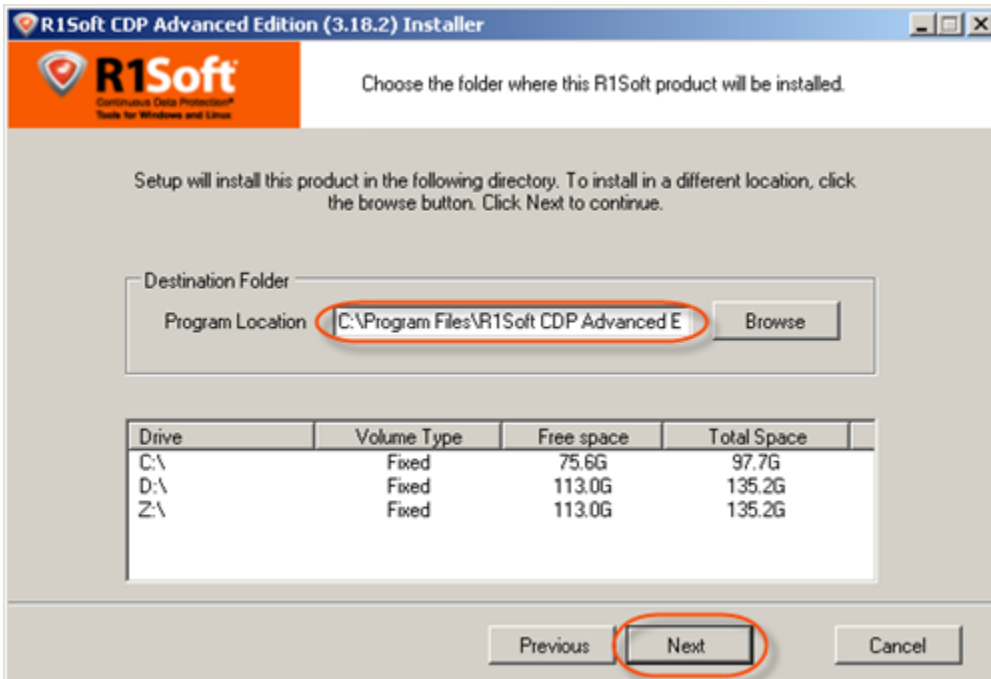 R1Soft CDP Advanced Edition (3.18.2) Installer
R1Soft
Continuous Data Protection®
Tools for Windows and Linux
Choose the folder where this R1Soft product will be installed.
Setup will install this product in the following directory. To install in a different location, click
the browse button. Click Next to continue.
Destination Folder
Program Location C:\Program Files\R1Soft CDP Advanced E Browse
Drive Volume Type Free space Total Space
C:\ Fixed 75.6G 97.7G
D:\ Fixed 113.0G 135.2G
Z:\ Fixed 113.0G 135.2G
Previous Next Cancel